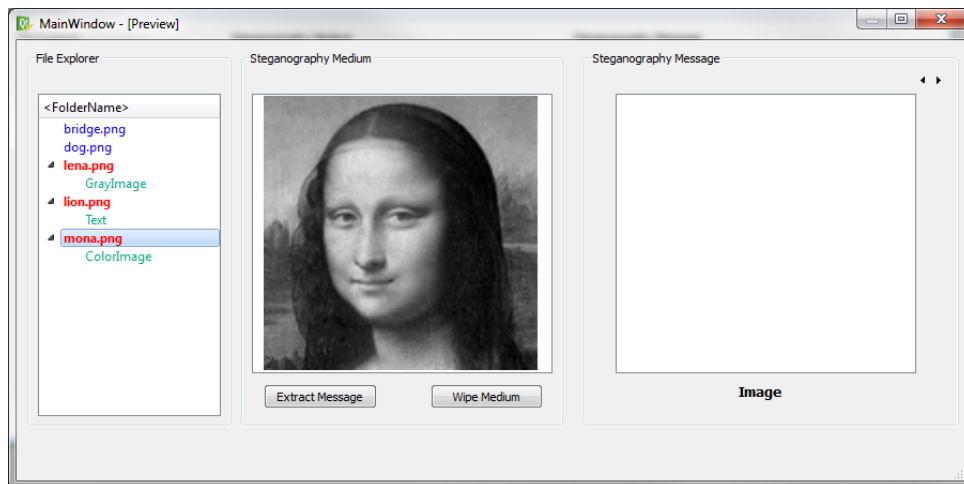 MainWindow - [Preview]
File Explorer
<FolderName>
bridge.png
dog.png
lena.png
GrayImage
lion.png
Text
mona.png
ColorImage
Steganography Medium
Extract Message
Wipe Medium
Steganography Message
Image